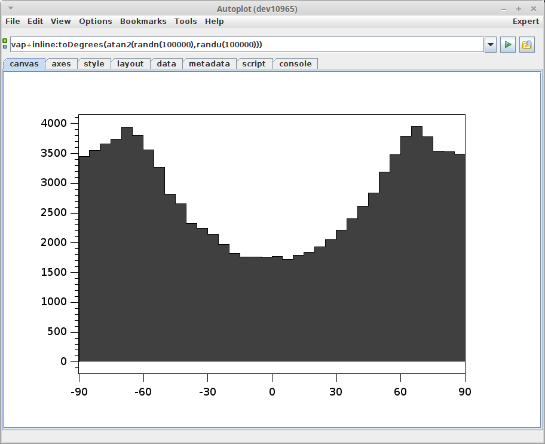 Autoplot (dev10965)
File Edit View Options Bookmarks Tools Help Expert
vap+inline:toDegrees(atan2(randn(100000),randu(100000)))
canvas axes style layout data metadata script console
4000
3500
3000
2500
2000
1500
1000
500
0
-90 -60 -30 0 30 60 90